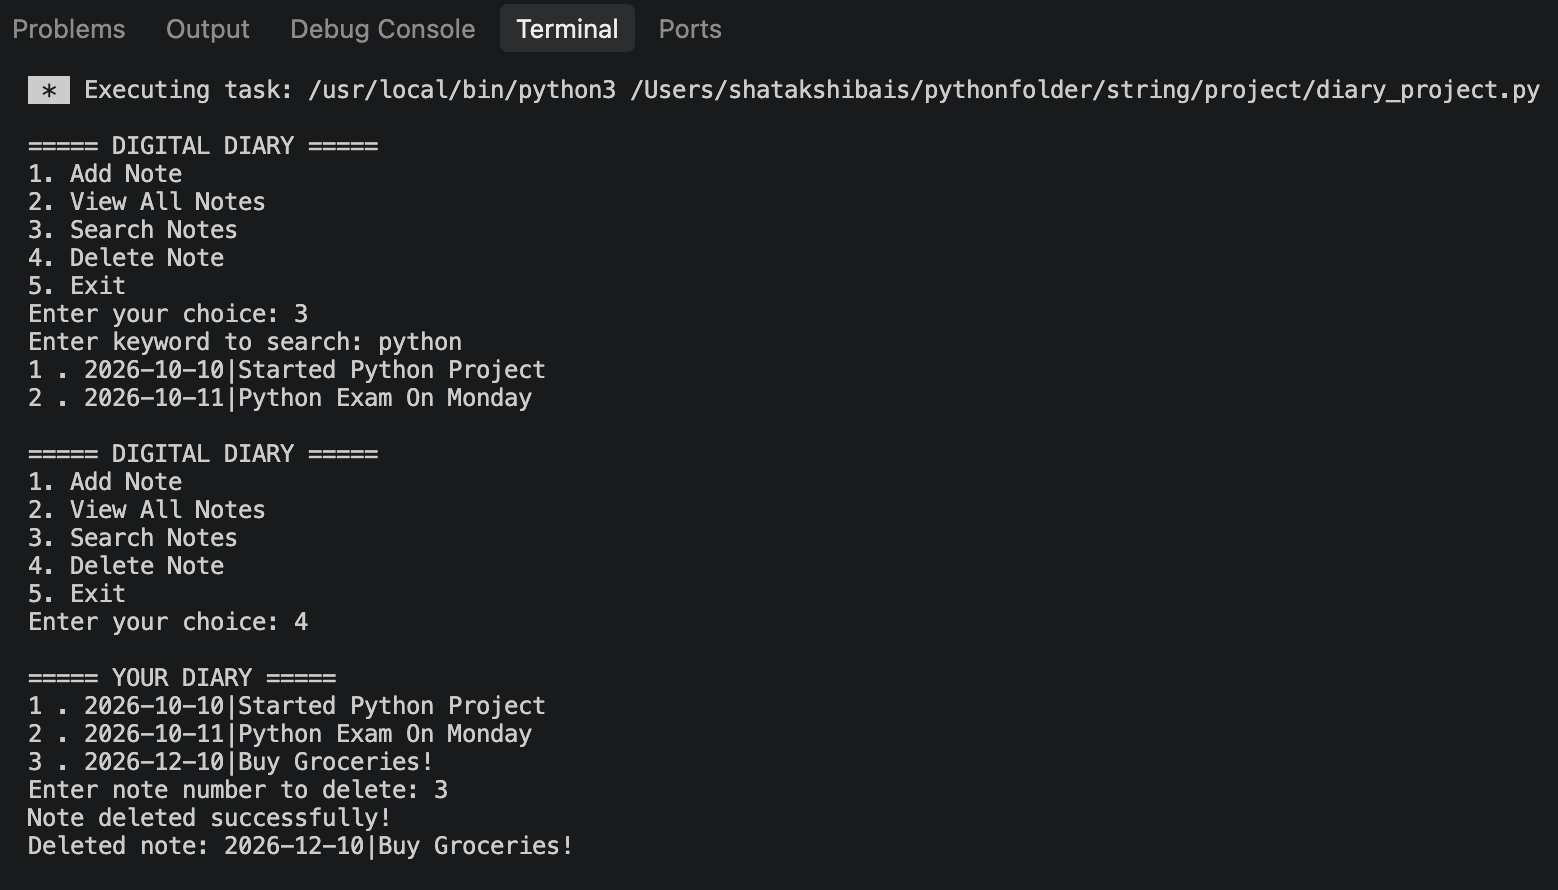 Problems Output Debug Console Terminal Ports
* Executing task: /usr/local/bin/python3 /Users/shatakshibais/pythonfolder/string/project/diary_project.py
===== DIGITAL DIARY =====
1. Add Note
2. View All Notes
3. Search Notes
4. Delete Note
5. Exit
Enter your choice: 3
Enter keyword to search: python
1 . 2026-10-10|Started Python Project
2 . 2026-10-11|Python Exam On Monday
===== DIGITAL DIARY =====
1. Add Note
2. View All Notes
3. Search Notes
4. Delete Note
5. Exit
Enter your choice: 4
===== YOUR DIARY =====
1 . 2026-10-10|Started Python Project
2 . 2026-10-11|Python Exam On Monday
3 . 2026-12-10|Buy Groceries!
Enter note number to delete: 3
Note deleted successfully!
Deleted note: 2026-12-10|Buy Groceries!